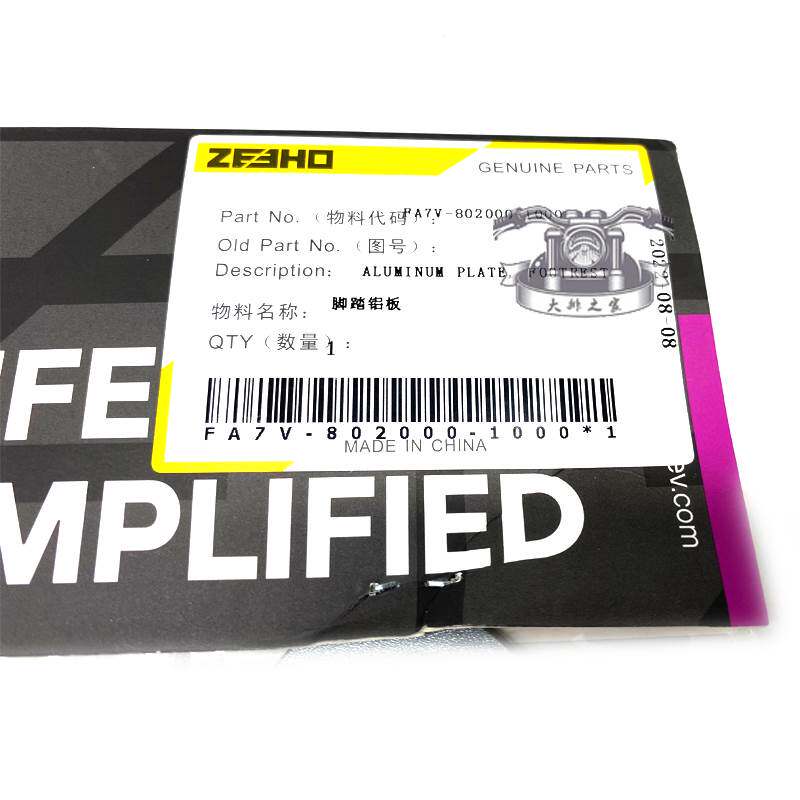 ZEEHO
GENUINE PARTS
Part No.（物料代码）: FA7V-802000-1000
Old Part No.（图号）:
Description: ALUMINUM PLATE, FOOTREST
物料名称: 脚踏铝板
QTY（数量）: 1
大排之家
08-08
FA7V-802000-1000*1
MADE IN CHINA
IFE
MPLIFIED
ev.com